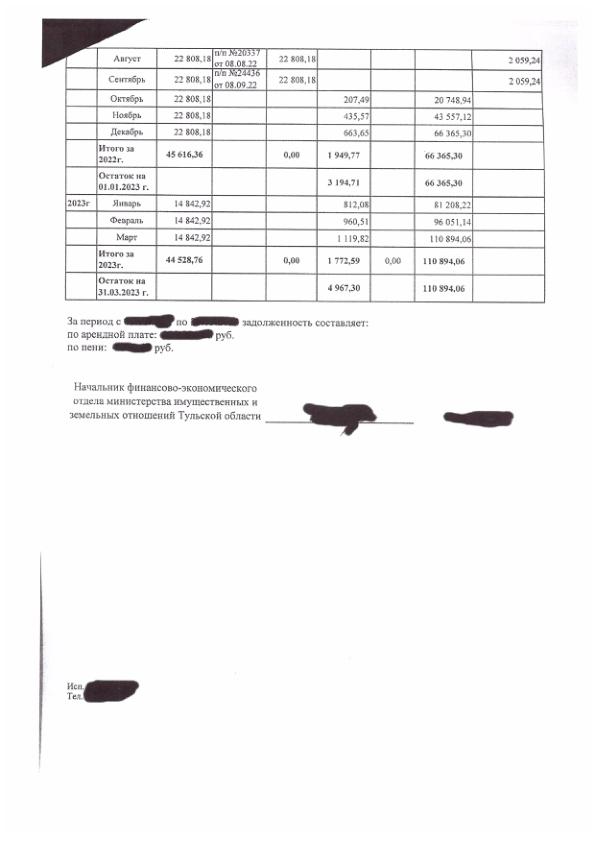 Август 22 808,18 п/п №20337 от 08.08.22 22 808,18 2 059,24
Сентябрь 22 808,18 п/п №24436 от 08.09.22 22 808,18 2 059,24
Октябрь 22 808,18 207,49 20 748,94
Ноябрь 22 808,18 435,57 43 557,12
Декабрь 22 808,18 663,65 66 365,30
Итого за 2022г. 45 616,36 0,00 1 949,77 66 365,30
Остаток на 01.01.2023 г. 3 194,71 66 365,30
2023г Январь 14 842,92 812,08 81 208,22
Февраль 14 842,92 960,51 96 051,14
Март 14 842,92 1 119,82 110 894,06
Итого за 2023г. 44 528,76 0,00 1 772,59 0,00 110 894,06
Остаток на 31.03.2023 г. 4 967,30 110 894,06
За период с по задолженность составляет:
по арендной плате: руб.
по пени: руб.
Начальник финансово-экономического
отдела министерства имущественных и
земельных отношений Тульской области
Исп.
Тел.